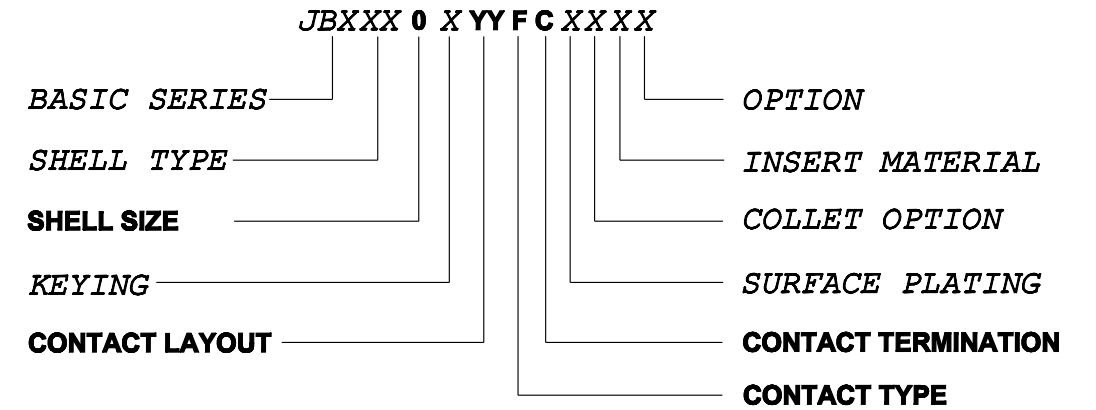 JBXXX 0 X YY F C XXXX
BASIC SERIES
OPTION
SHELL TYPE
INSERT MATERIAL
SHELL SIZE
COLLET OPTION
KEYING
SURFACE PLATING
CONTACT LAYOUT
CONTACT TERMINATION
CONTACT TYPE